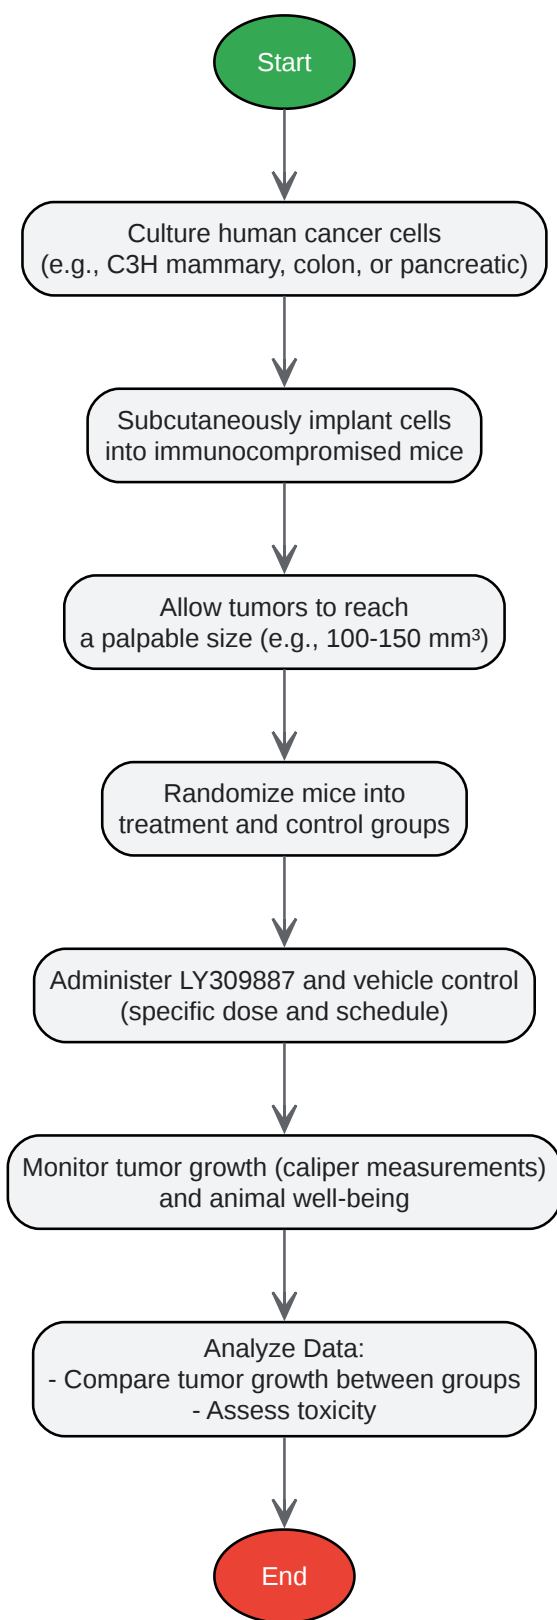 Start
Culture human cancer cells
(e.g., C3H mammary, colon, or pancreatic)
Subcutaneously implant cells
into immunocompromised mice
Allow tumors to reach
a palpable size (e.g., 100-150 mm³)
Randomize mice into
treatment and control groups
Administer LY309887 and vehicle control
(specific dose and schedule)
Monitor tumor growth (caliper measurements)
and animal well-being
Analyze Data:
- Compare tumor growth between groups
- Assess toxicity
End